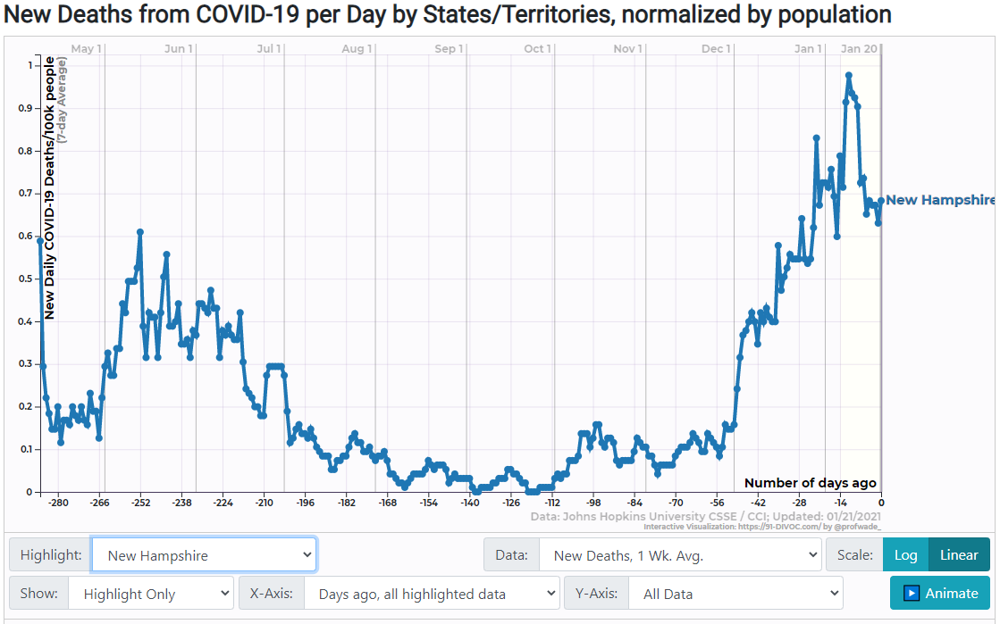 New Deaths from COVID-19 per Day by States/Territories, normalized by population
May 1 Jun 1 Jul 1 Aug 1 Sep 1 Oct 1 Nov 1 Dec 1 Jan 1 Jan 20
New Daily COVID-19 Deaths/100k people
(7-day Average)
1
0.9
0.8
0.7
0.6
0.5
0.4
0.3
0.2
0.1
0
New Hampshire
Number of days ago
-280 -266 -252 -238 -224 -210 -196 -182 -168 -154 -140 -126 -112 -98 -84 -70 -56 -42 -28 -14 0
Data: Johns Hopkins University CSSE / CCI; Updated: 01/21/2021
Interactive Visualization: https://91-DIVOC.com/ by @profwade_
Highlight: New Hampshire Data: New Deaths, 1 Wk. Avg. Scale: Log Linear
Show: Highlight Only X-Axis: Days ago, all highlighted data Y-Axis: All Data Animate